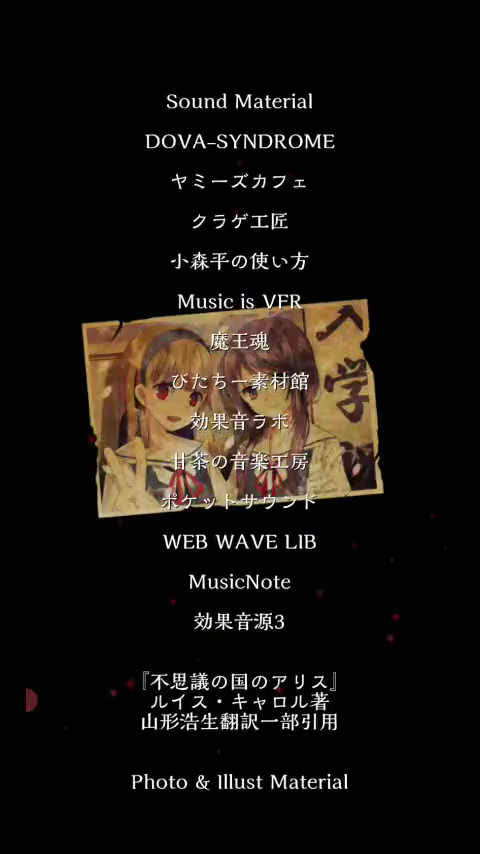 Sound Material
DOVA-SYNDROME
ヤミーズカフェ
クラゲ工匠
小森平の使い方
Music is VFR
魔王魂
びたちー素材館
効果音ラボ
甘茶の音楽工房
ポケットサウンド
WEB WAVE LIB
MusicNote
効果音源3
『不思議の国のアリス』
ルイス・キャロル著
山形浩生翻訳一部引用
Photo & Illust Material
入学